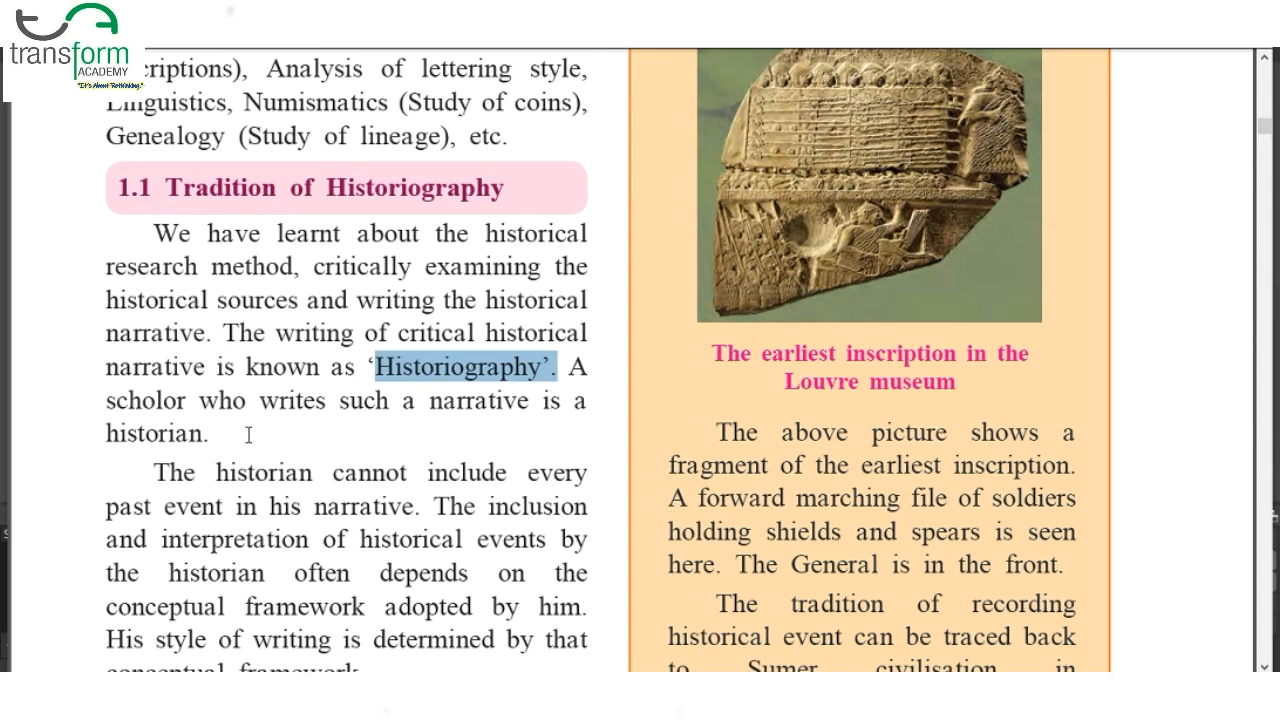 transform
ACADEMY
"It's About Rethinking."
criptions), Analysis of lettering style,
Linguistics, Numismatics (Study of coins),
Genealogy (Study of lineage), etc.
1.1 Tradition of Historiography
We have learnt about the historical
research method, critically examining the
historical sources and writing the historical
narrative. The writing of critical historical
narrative is known as ‘Historiography’. A
scholor who writes such a narrative is a
historian.
The historian cannot include every
past event in his narrative. The inclusion
and interpretation of historical events by
the historian often depends on the
conceptual framework adopted by him.
His style of writing is determined by that
conceptual framework.
The earliest inscription in the
Louvre museum
The above picture shows a
fragment of the earliest inscription.
A forward marching file of soldiers
holding shields and spears is seen
here. The General is in the front.
The tradition of recording
historical event can be traced back
to Sumer civilisation in